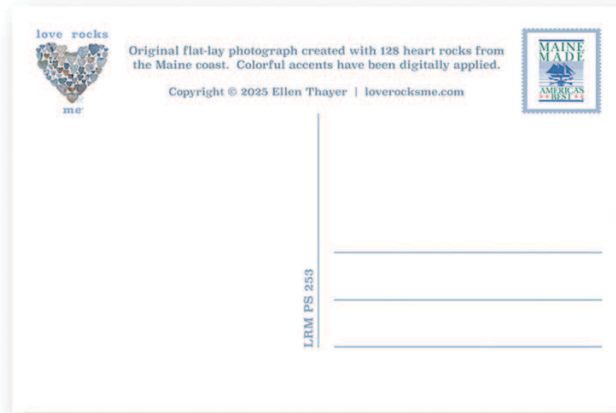 love rocks
me
Original flat-lay photograph created with 128 heart rocks from
the Maine coast. Colorful accents have been digitally applied.
Copyright © 2025 Ellen Thayer | loverocksme.com
MAINE
MADE
AMERICA'S
BEST
LRM PS 253